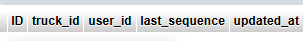 ID truck_id user_id last_sequence updated_at